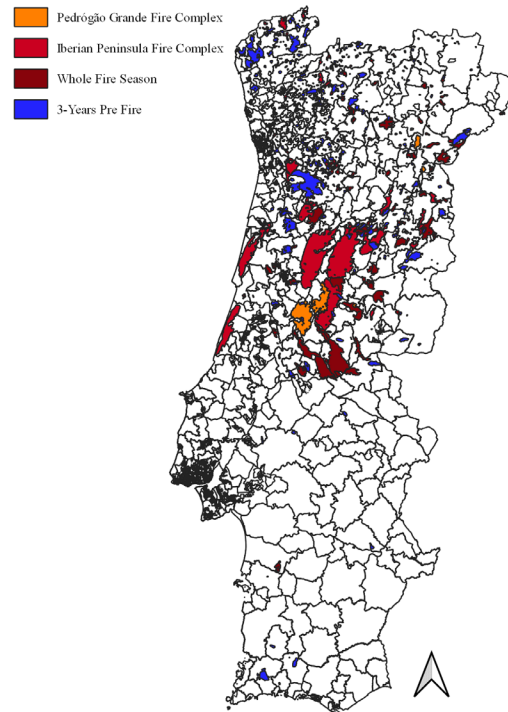 Pedrógão Grande Fire Complex
Iberian Peninsula Fire Complex
Whole Fire Season
3-Years Pre Fire